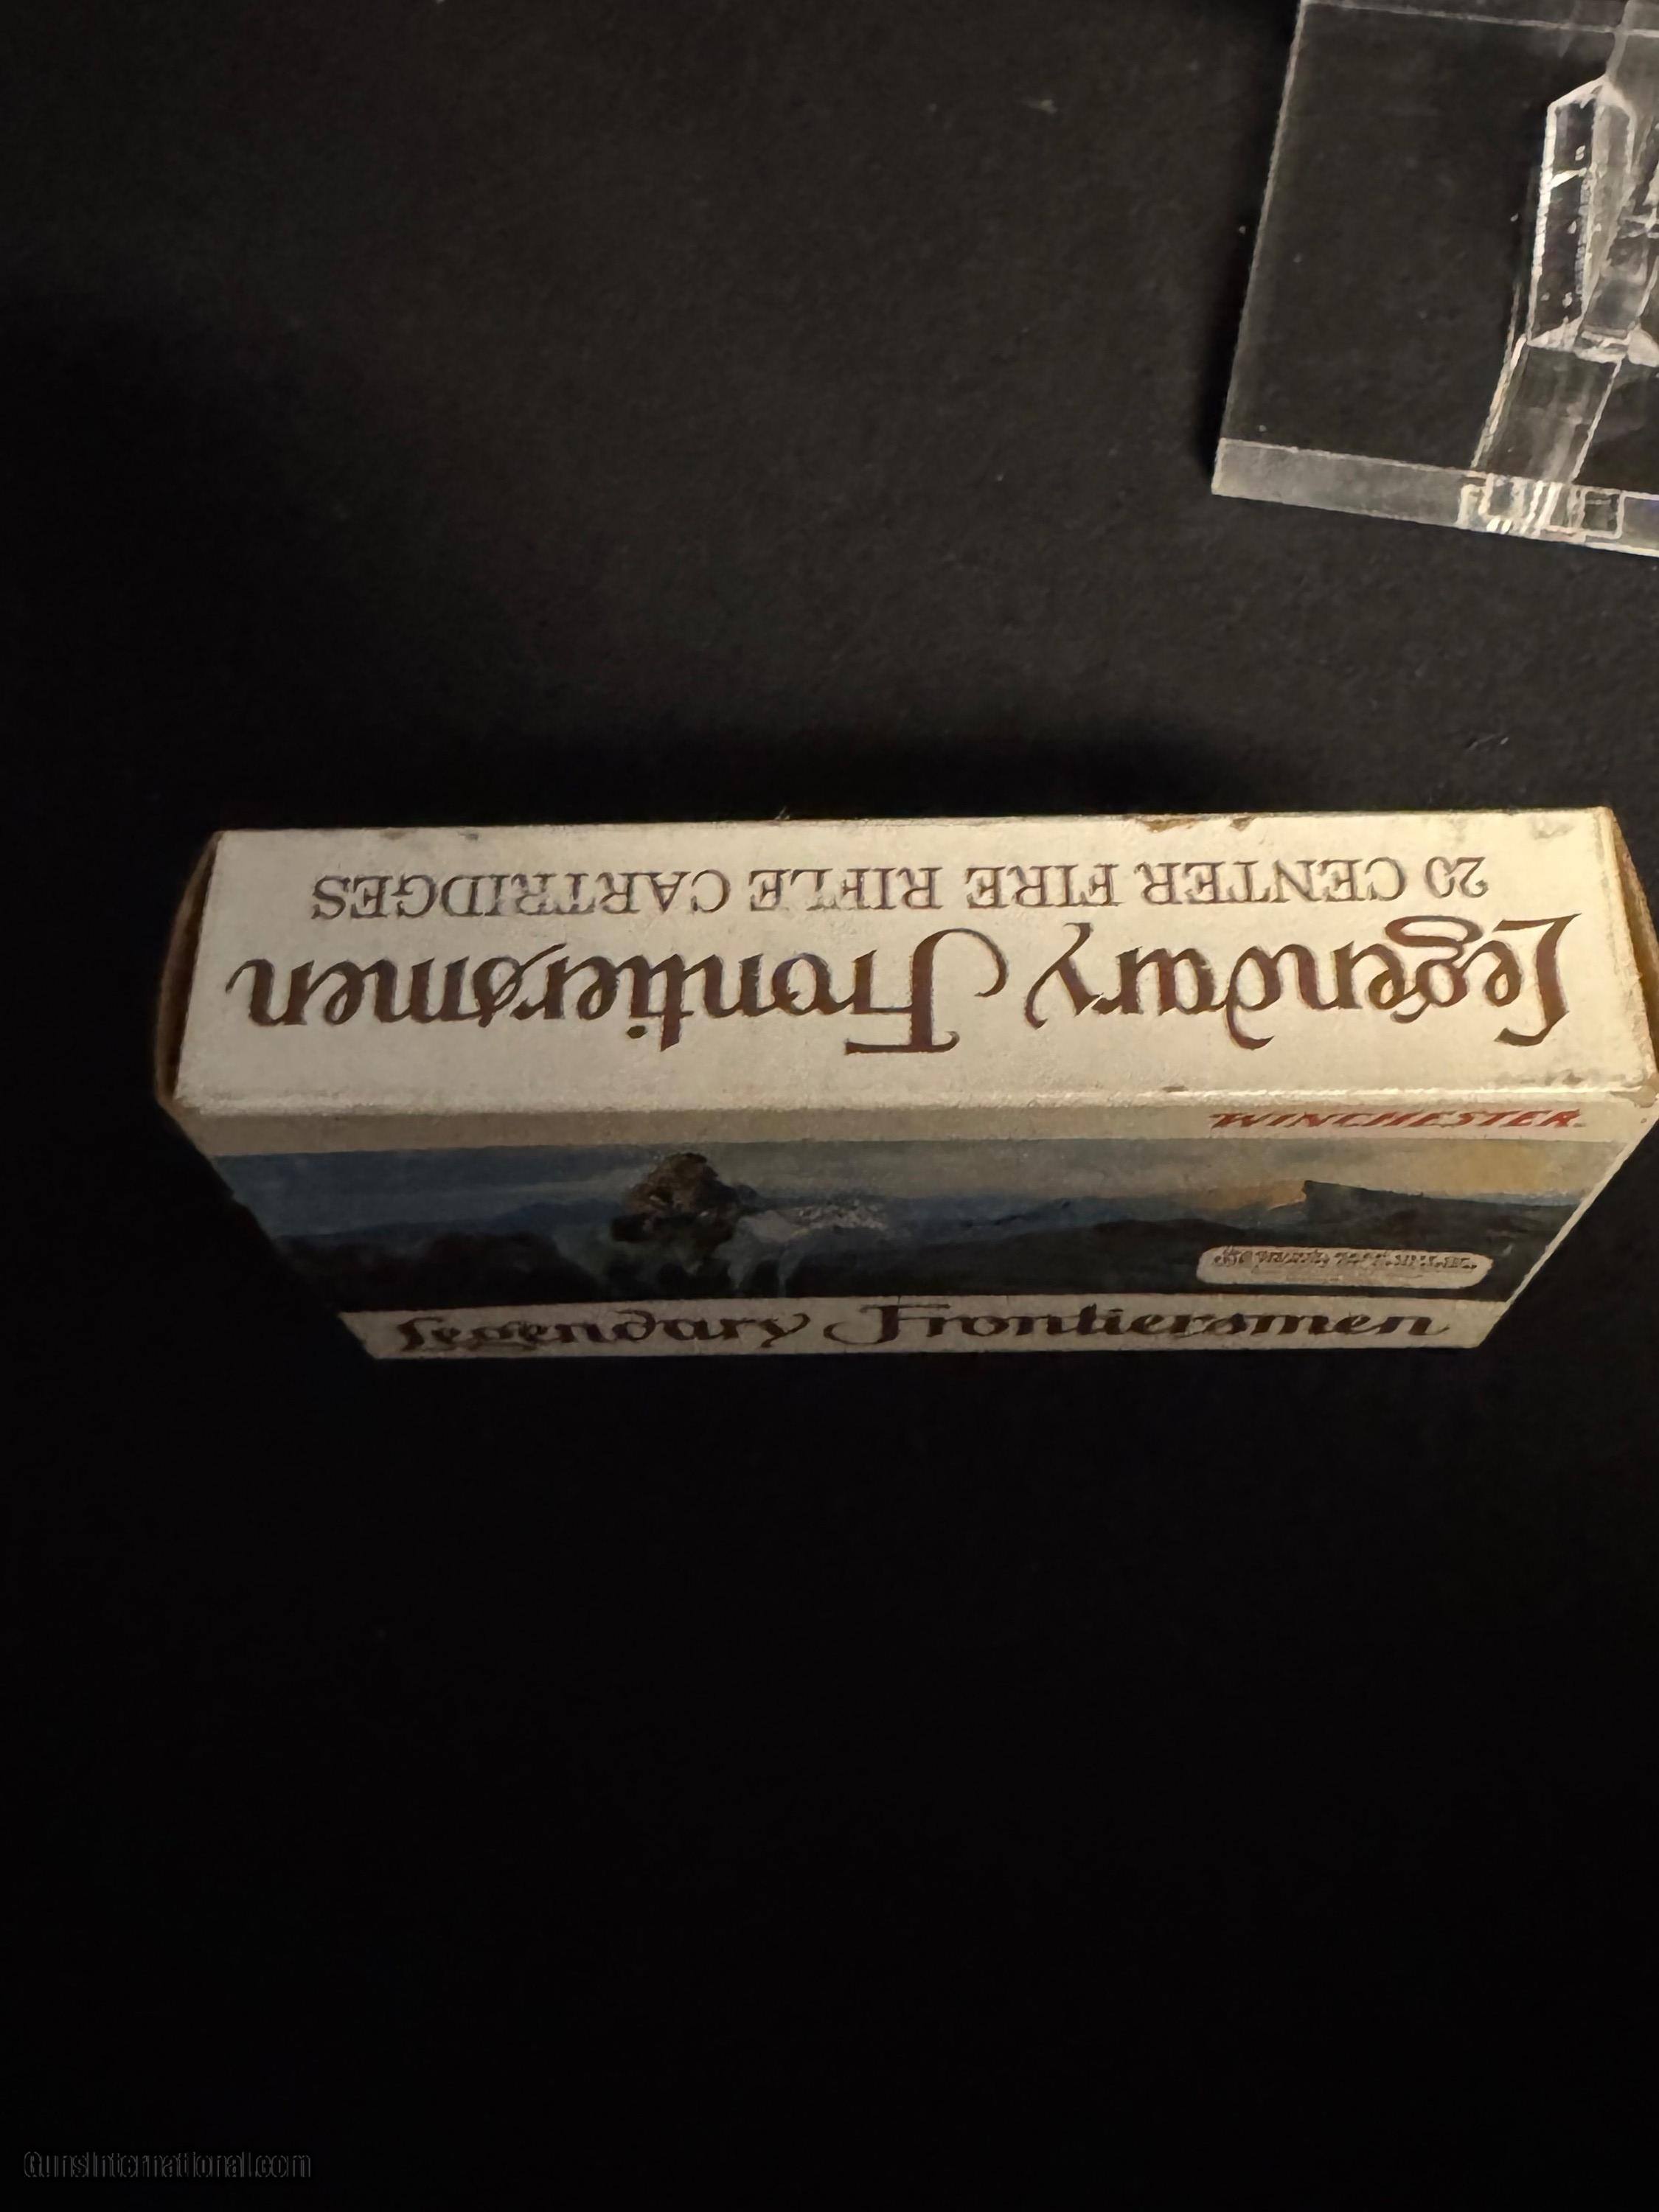 20 CENTER FIRE RIFLE CARTRIDGES
Legendary Frontiersmen
WINCHESTER
Legendary Frontiersmen
GunsInternational.com